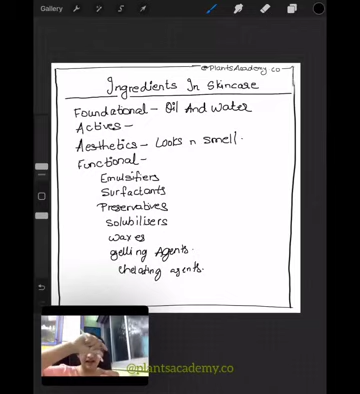 Gallery
@PlantsAcademy.co
Ingredients In Skincare
Foundational - Oil And Water
Actives -
Aesthetics - Looks n smell.
Functional -
Emulsifiers
Surfactants
Preservatives
Solubilisers
Waxes
Gelling Agents.
Chelating agents.
@plantsacademy.co